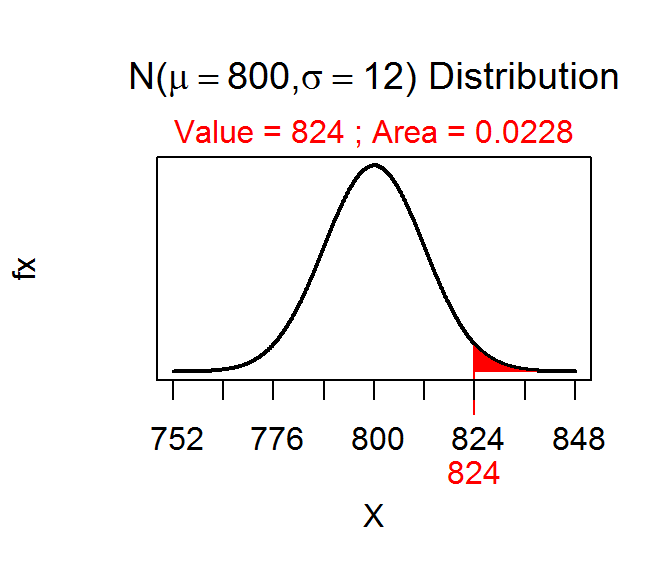 N(μ = 800,σ = 12) Distribution
Value = 824 ; Area = 0.0228
fx
752 776 800 824 848
824
X